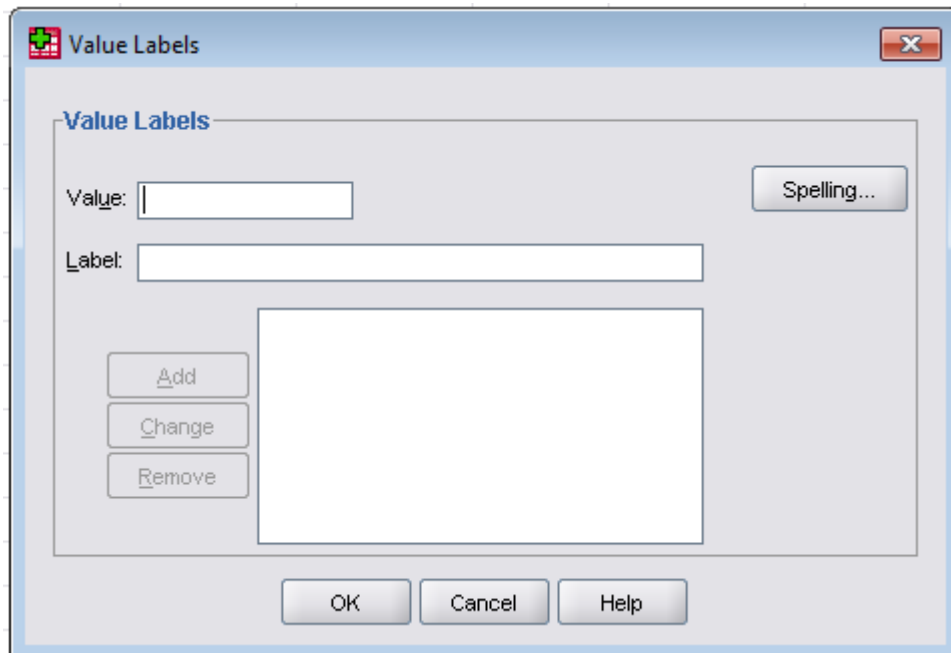 Value Labels
Value Labels
Value:
Spelling...
Label:
Add
Change
Remove
OK Cancel Help